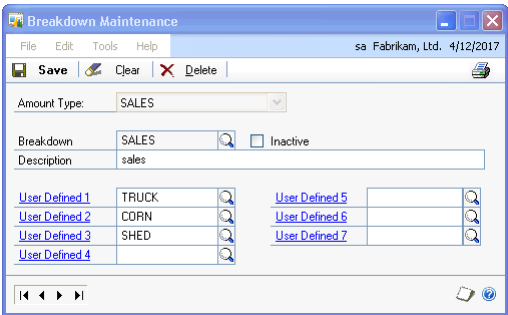 Breakdown Maintenance
File Edit Tools Help sa Fabrikam, Ltd. 4/12/2017
Save Clear Delete
Amount Type: SALES
Breakdown SALES Inactive
Description sales
User Defined 1 TRUCK User Defined 5
User Defined 2 CORN User Defined 6
User Defined 3 SHED User Defined 7
User Defined 4